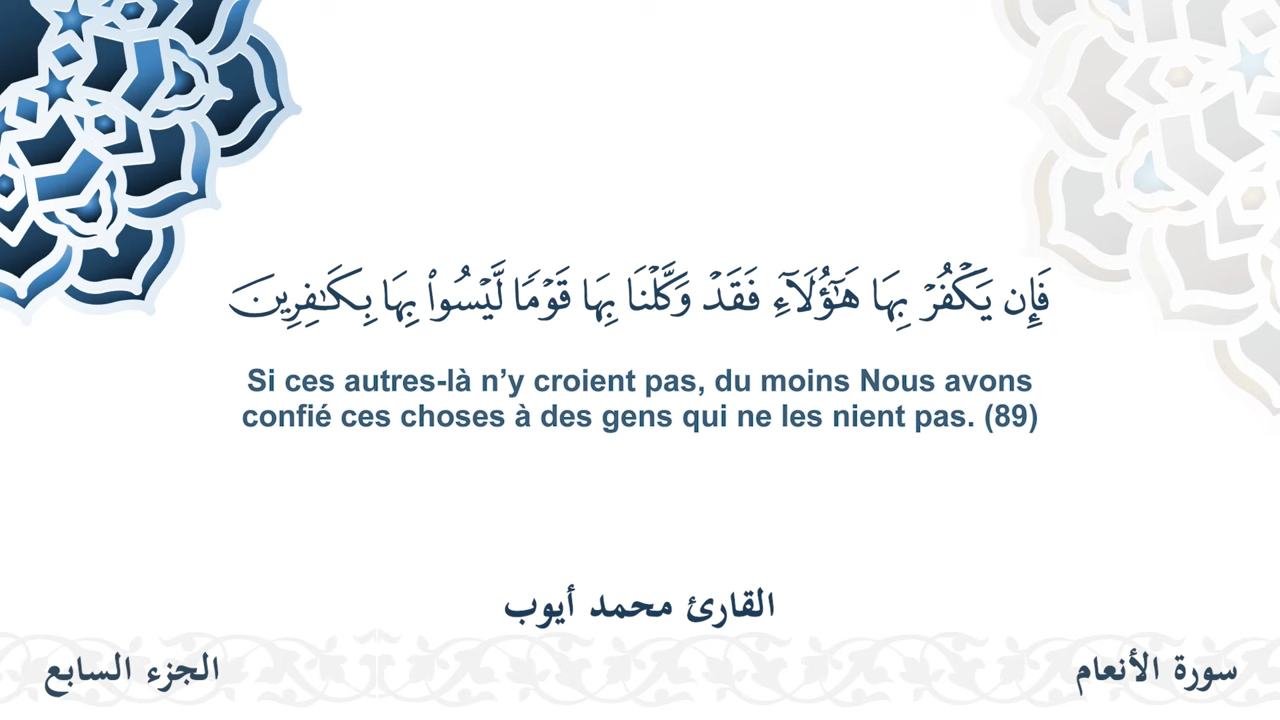 فَإِن يَكۡفُرۡ بِهَا هَٰٓؤُلَآءِ فَقَدۡ وَكَّلۡنَا بِهَا قَوۡمٗا لَّيۡسُواْ بِهَا بِكَٰفِرِينَ
Si ces autres-là n’y croient pas, du moins Nous avons
confié ces choses à des gens qui ne les nient pas. (89)
القارئ محمد أيوب
سورة الأنعام
الجزء السابع